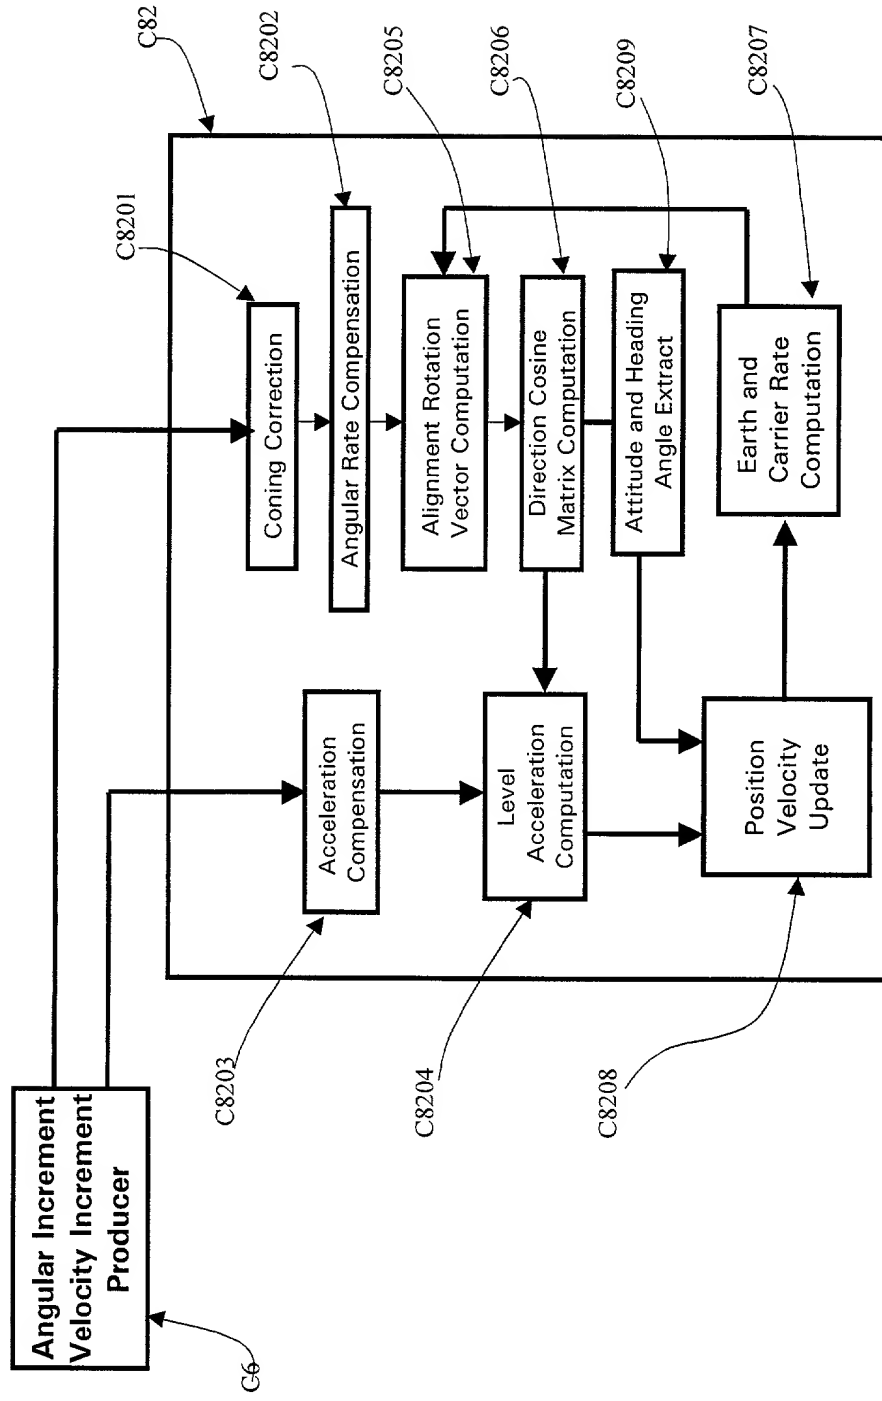 Angular Increment
Velocity Increment
Producer
C6
C82
C8201
Coning Correction
C8202
Angular Rate Compensation
C8205
Alignment Rotation
Vector Computation
C8206
Direction Cosine
Matrix Computation
C8209
Attitude and Heading
Angle Extract
C8207
Earth and
Carrier Rate
Computation
C8203
Acceleration
Compensation
C8204
Level
Acceleration
Computation
C8208
Position
Velocity
Update